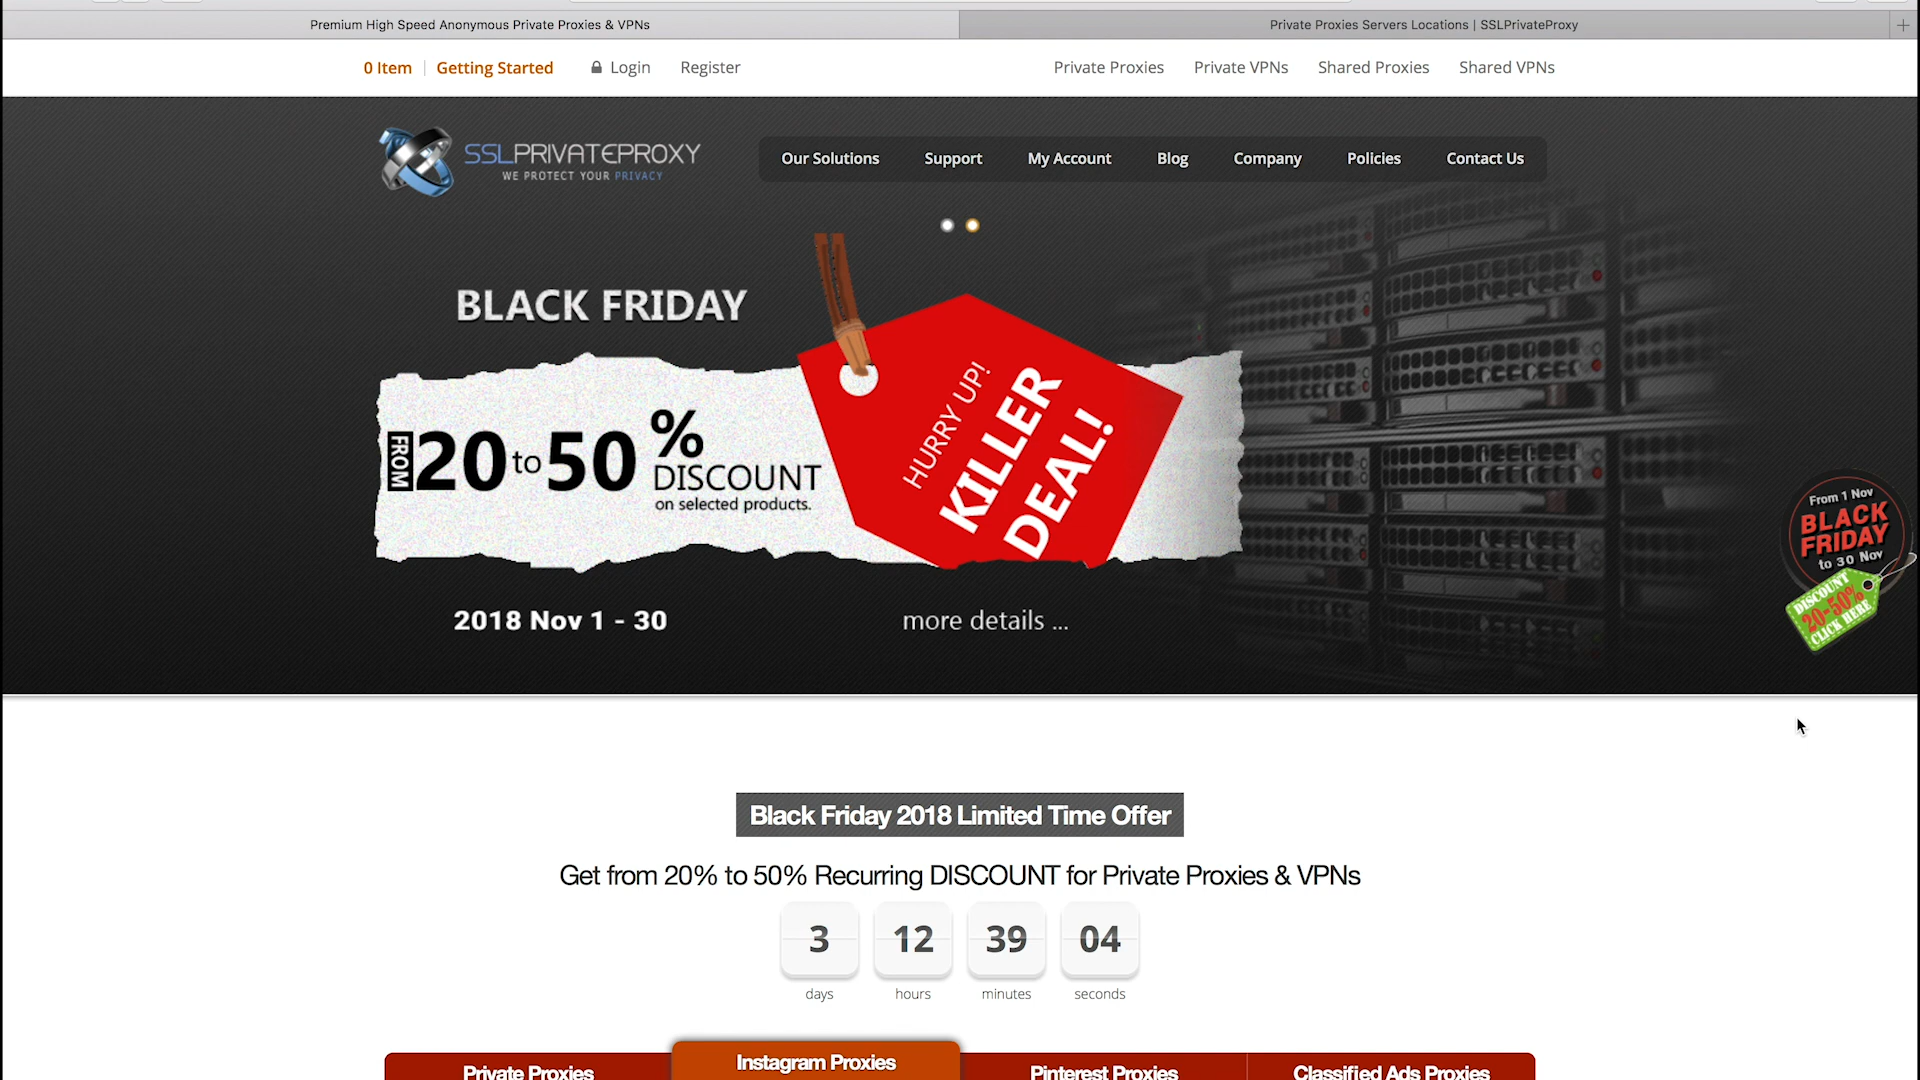 Premium High Speed Anonymous Private Proxies & VPNs
Private Proxies Servers Locations | SSLPrivateProxy
0 Item
Getting Started
Login
Register
Private Proxies
Private VPNs
Shared Proxies
Shared VPNs
SSLPRIVATEPROXY
WE PROTECT YOUR PRIVACY
Our Solutions
Support
My Account
Blog
Company
Policies
Contact Us
BLACK FRIDAY
FROM 20 to 50 %
DISCOUNT
on selected products.
HURRY UP!
KILLER
DEAL!
2018 Nov 1 - 30
more details ...
From 1 Nov
BLACK
FRIDAY
to 30 Nov
DISCOUNT
20-50%
CLICK HERE
Black Friday 2018 Limited Time Offer
Get from 20% to 50% Recurring DISCOUNT for Private Proxies & VPNs
3 12 39 04
days hours minutes seconds
Private Proxies
Instagram Proxies
Pinterest Proxies
Classified Ads Proxies